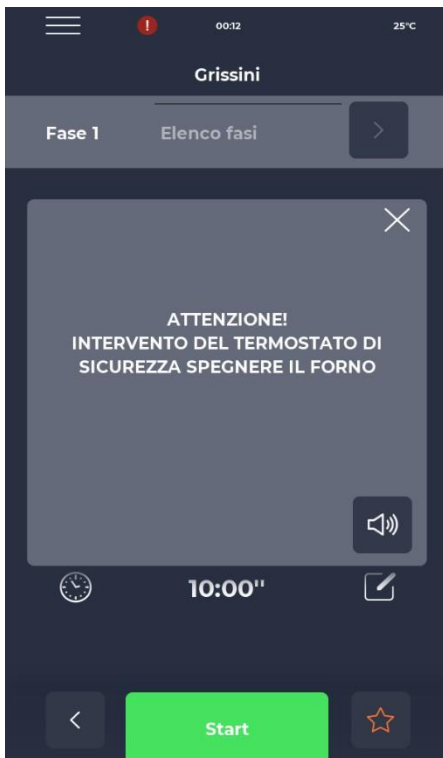 00:12
25°C
Grissini
Fase 1
Elenco fasi
ATTENZIONE!
INTERVENTO DEL TERMOSTATO DI
SICUREZZA SPEGNERE IL FORNO
10:00"
Start